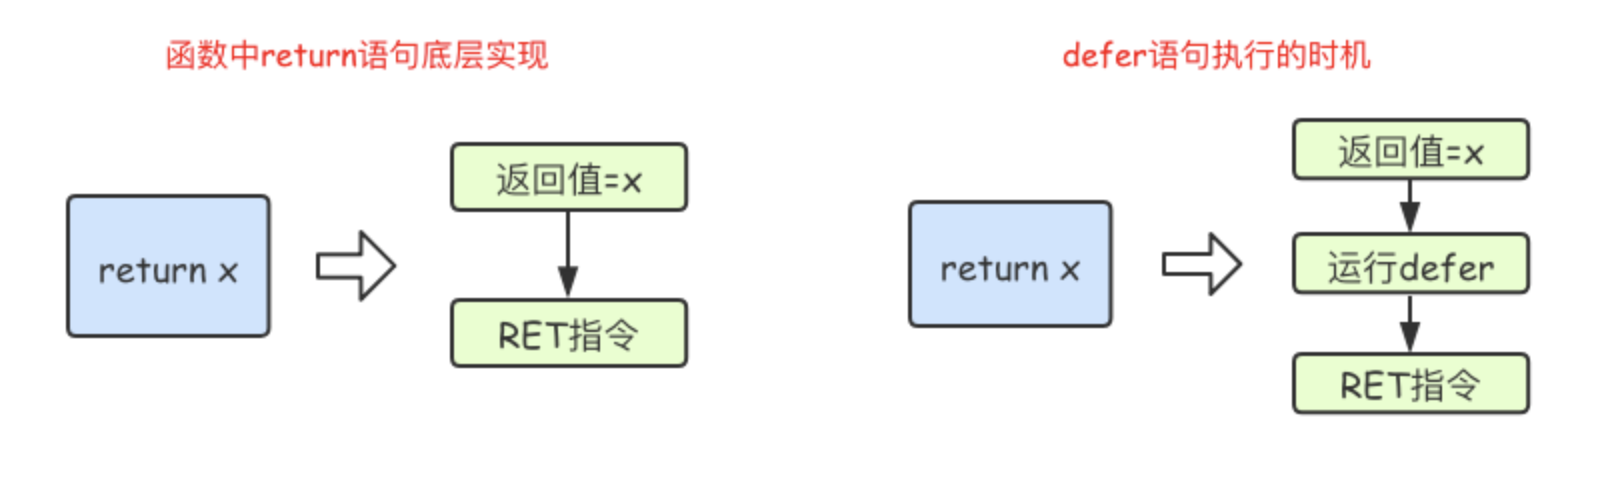 函数中return语句底层实现
return x
返回值=x
RET指令
defer语句执行的时机
return x
返回值=x
运行defer
RET指令